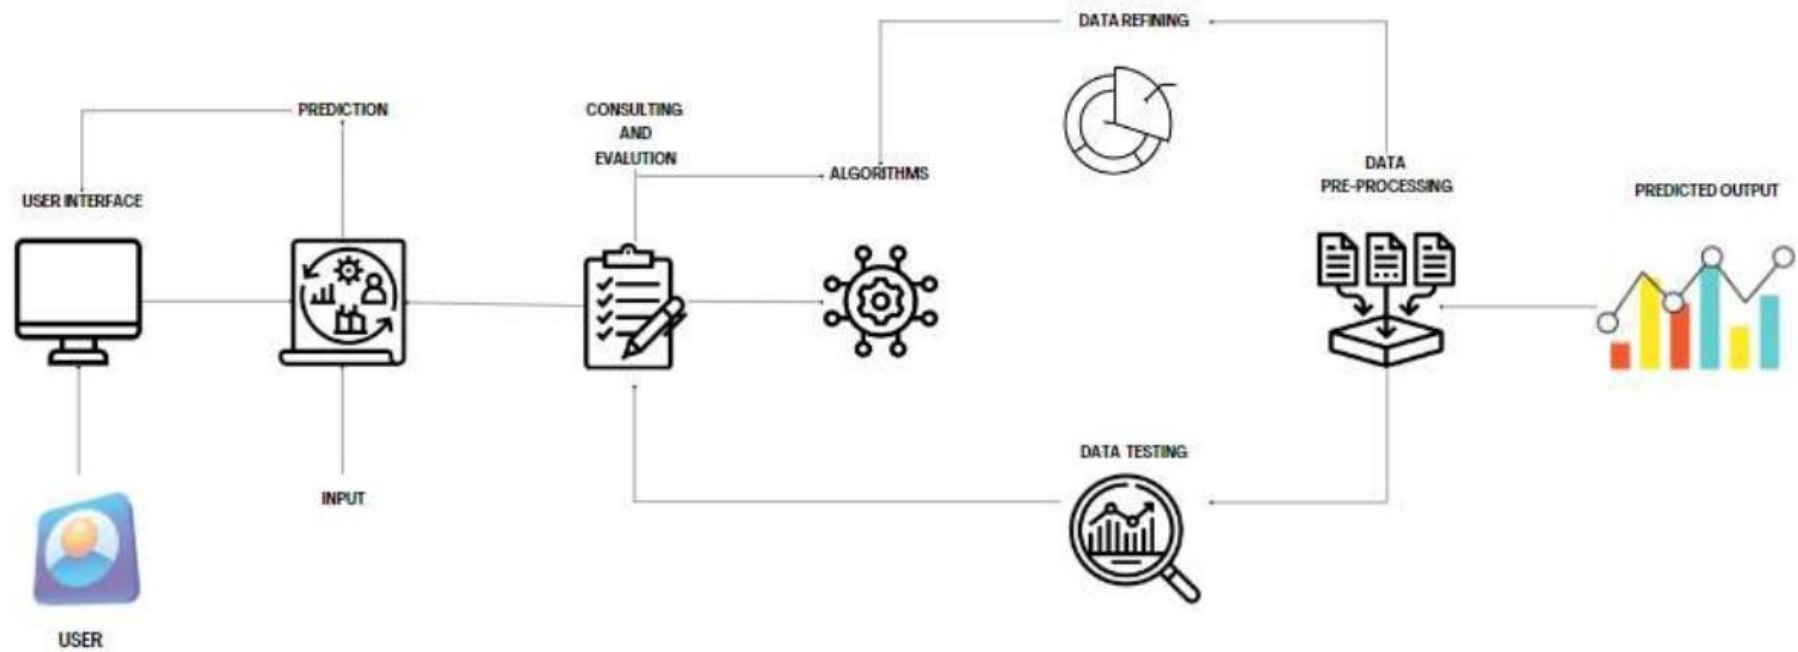 DATA REFINING
PREDICTION
CONSULTING
AND
EVALUTION
ALGORITHMS
DATA
PRE-PROCESSING
USER INTERFACE
PREDICTED OUTPUT
DATA TESTING
INPUT
USER